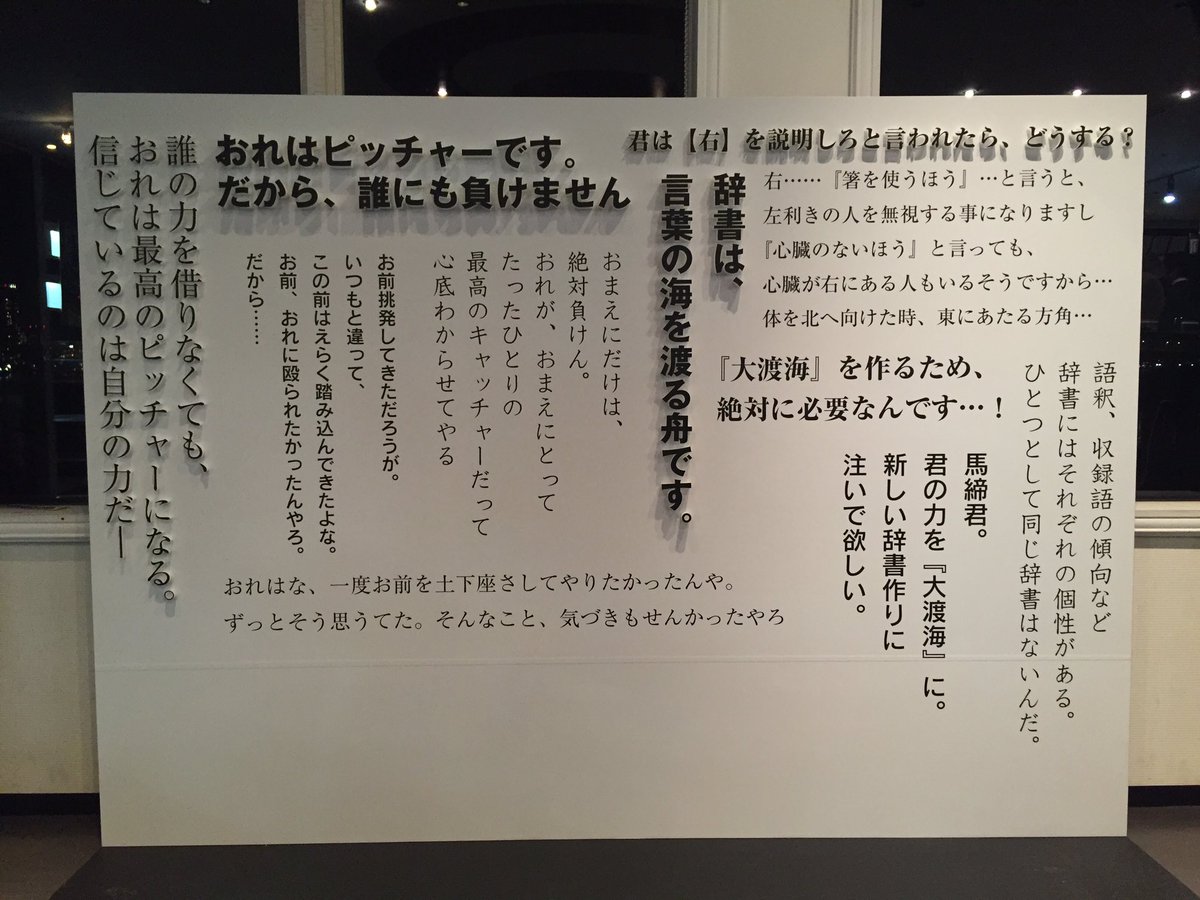 君は【右】を説明しろと言われたら、どうする？
右……『箸を使うほう』…と言うと、
左利きの人を無視する事になりますし
『心臓のないほう』と言っても、
心臓が右にある人もいるそうですから…
体を北へ向けた時、東にあたる方角…
辞書は、
言葉の海を渡る舟です。
『大渡海』を作るため、
絶対に必要なんです…！
語釈、収録語の傾向など
辞書にはそれぞれの個性がある。
ひとつとして同じ辞書はないんだ。
馬締君。
君の力を『大渡海』に。
新しい辞書作りに
注いで欲しい。
おれはピッチャーです。
だから、誰にも負けません
おまえにだけは、
絶対負けん。
おれが、おまえにとって
たったひとりの
最高のキャッチャーだって
心底わからせてやる
お前挑発してきただろうが。
いつもと違って、
この前はえらく踏み込んできたよな。
お前、おれに殴られたかったんやろ。
だから……
おれはな、一度お前を土下座さしてやりたかったんや。
ずっとそう思うてた。そんなこと、気づきもせんかったやろ
誰の力を借りなくても、
おれは最高のピッチャーになる。
信じているのは自分の力だー